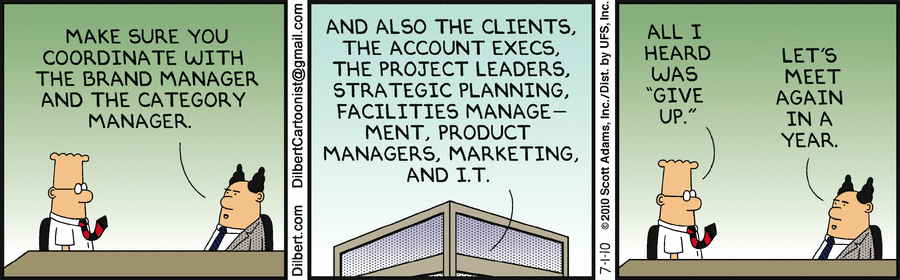 MAKE SURE YOU
COORDINATE WITH
THE BRAND MANAGER
AND THE CATEGORY
MANAGER.
Dilbert.com DilbertCartoonist@gmail.com
AND ALSO THE CLIENTS,
THE ACCOUNT EXECS,
THE PROJECT LEADERS,
STRATEGIC PLANNING,
FACILITIES MANAGE-
MENT, PRODUCT
MANAGERS, MARKETING,
AND I.T.
7-1-10 ©2010 Scott Adams, Inc./Dist. by UFS, Inc.
ALL I
HEARD
WAS
"GIVE
UP."
LET'S
MEET
AGAIN
IN A
YEAR.